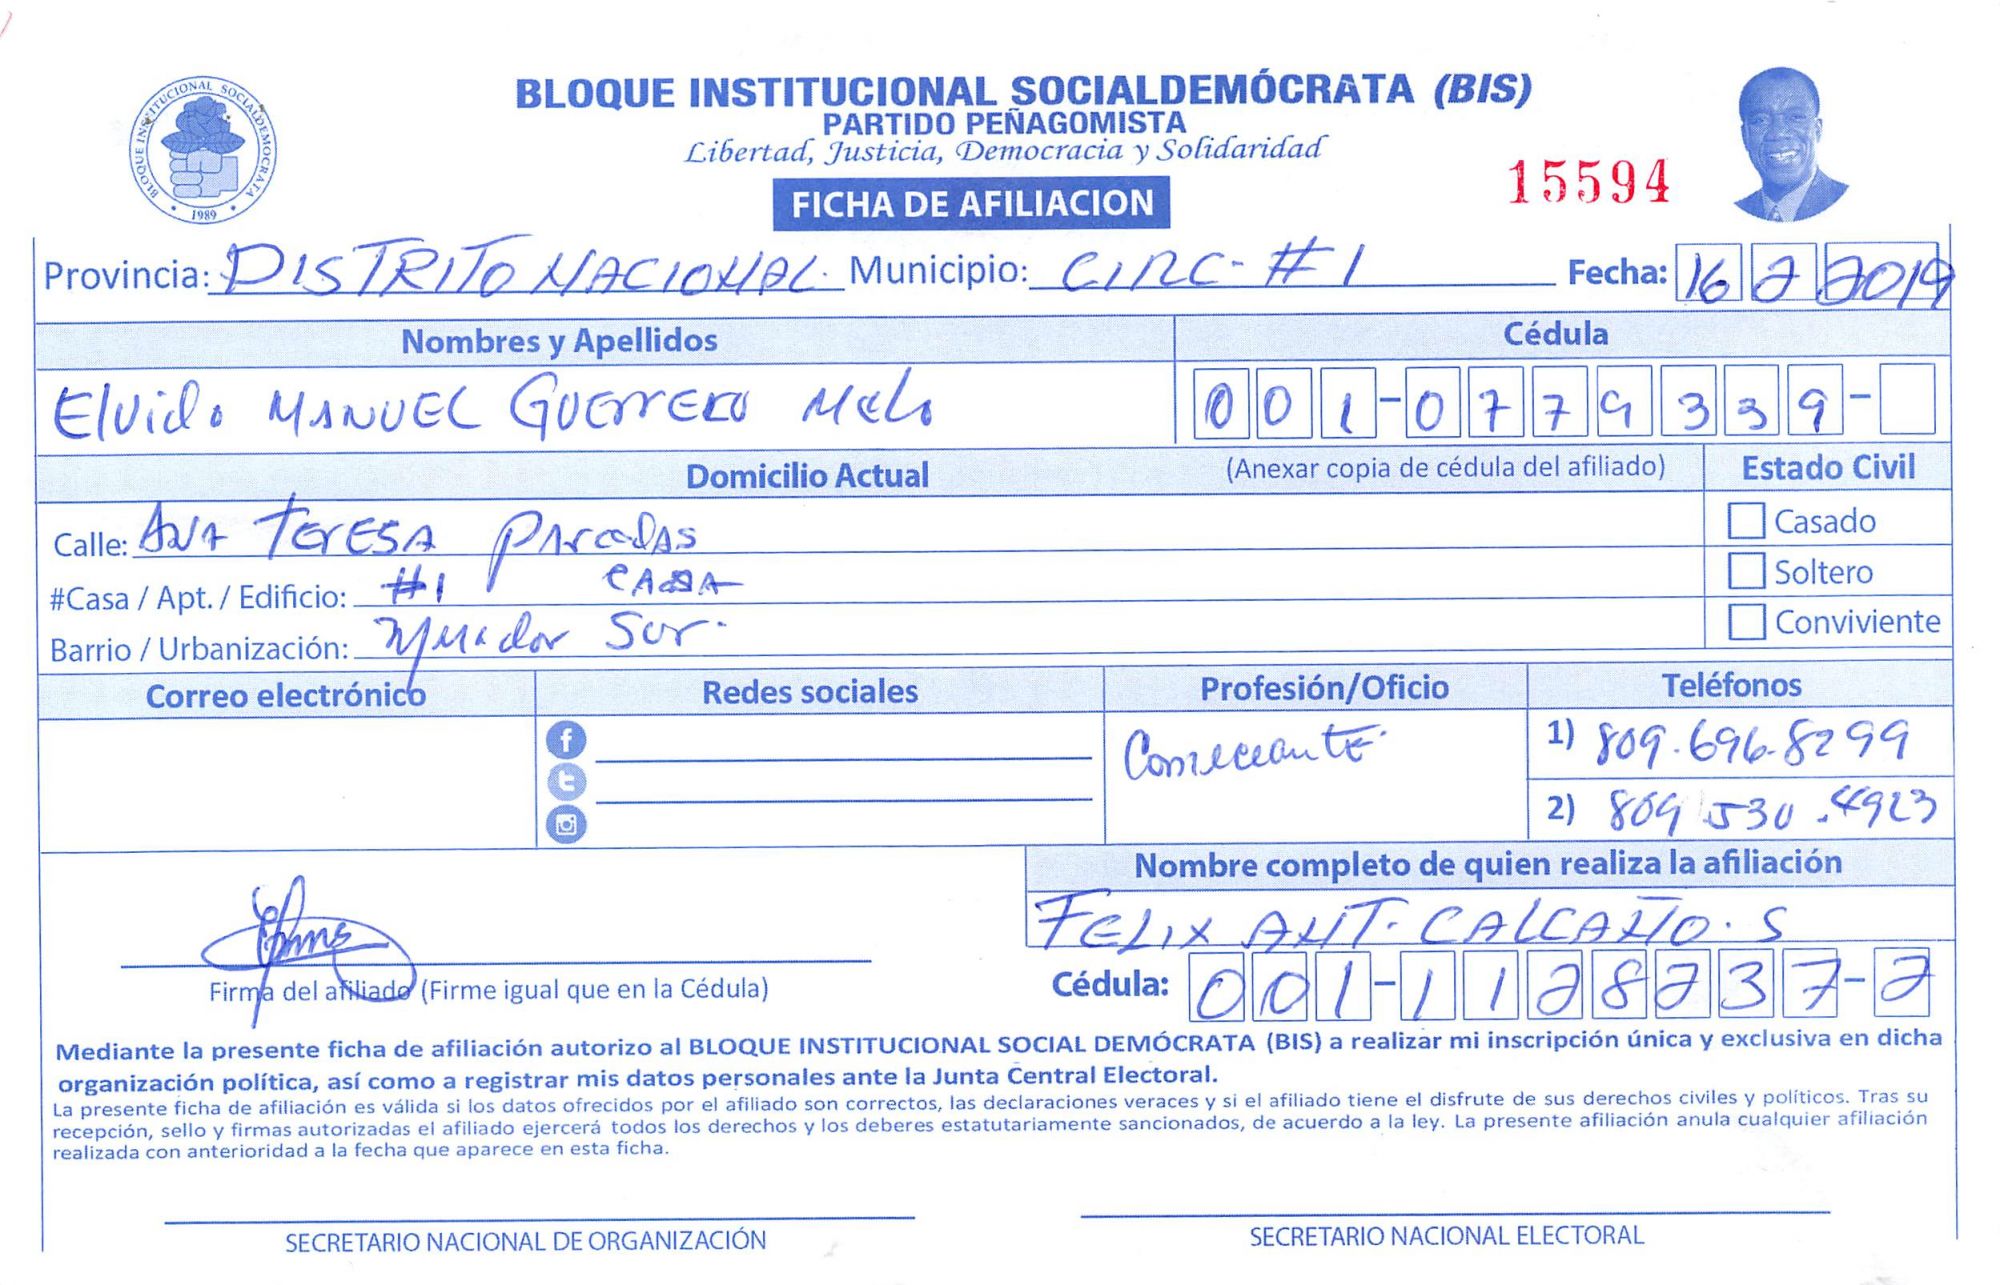 BLOQUE INSTITUCIONAL SOCIALDEMÓCRATA (BIS)
PARTIDO PEÑAGOMISTA
Libertad, Justicia, Democracia y Solidaridad
BLOQUE INSTITUCIONAL SOCIALDEMOCRATA
1989
15594
FICHA DE AFILIACION
Provincia: DISTRITO NACIONAL. Municipio: CIRC- #1 Fecha: 16 2 2019
Nombres y Apellidos Cédula
Elvido MANUEL GUERRERO Melo 001-0779339-
Domicilio Actual (Anexar copia de cédula del afiliado) Estado Civil
Calle: ANA TERESA Paredas Casado
#Casa / Apt. / Edificio: #1 CASA Soltero
Barrio / Urbanización: Mirador Sur. Conviviente
Correo electrónico Redes sociales Profesión/Oficio Teléfonos
Comerciante 1) 809.696.8299
2) 809 530.4923
Nombre completo de quien realiza la afiliación
FELIX ANT. CALCAÑO. S
Firma del afiliado (Firme igual que en la Cédula) Cédula: 001-1128237-2
Mediante la presente ficha de afiliación autorizo al BLOQUE INSTITUCIONAL SOCIAL DEMÓCRATA (BIS) a realizar mi inscripción única y exclusiva en dicha
organización política, así como a registrar mis datos personales ante la Junta Central Electoral.
La presente ficha de afiliación es válida si los datos ofrecidos por el afiliado son correctos, las declaraciones veraces y si el afiliado tiene el disfrute de sus derechos civiles y políticos. Tras su
recepción, sello y firmas autorizadas el afiliado ejercerá todos los derechos y los deberes estatutariamente sancionados, de acuerdo a la ley. La presente afiliación anula cualquier afiliación
realizada con anterioridad a la fecha que aparece en esta ficha.
SECRETARIO NACIONAL DE ORGANIZACIÓN SECRETARIO NACIONAL ELECTORAL